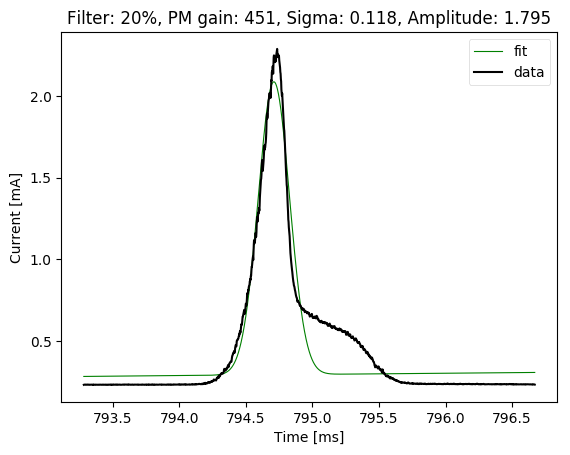 Filter: 20%, PM gain: 451, Sigma: 0.118, Amplitude: 1.795
fit
data
Current [mA]
2.0
1.5
1.0
0.5
793.5 794.0 794.5 795.0 795.5 796.0 796.5
Time [ms]